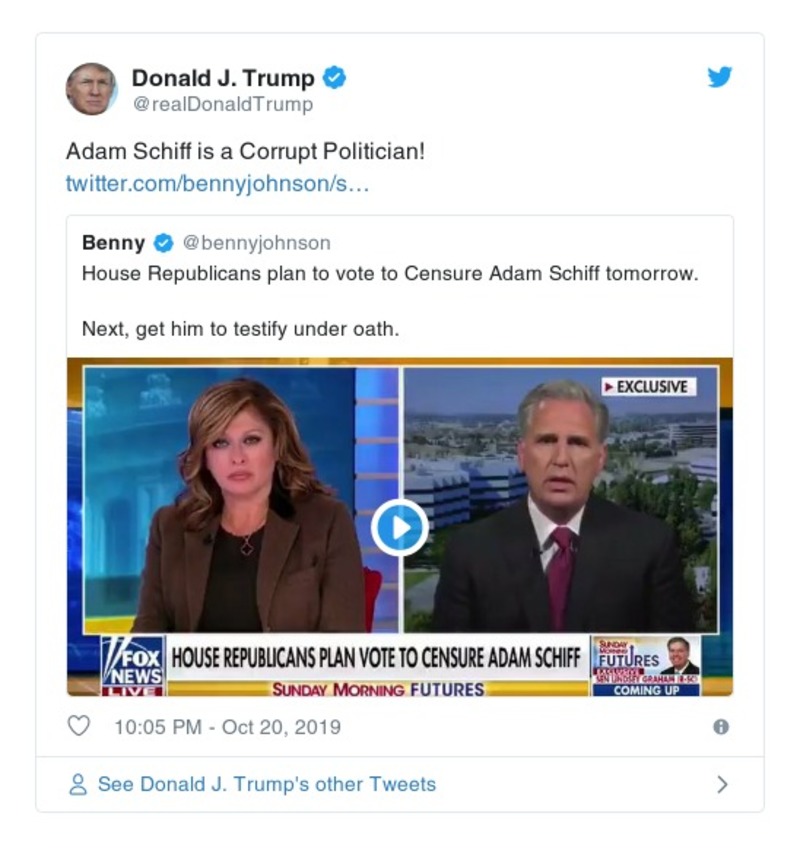 Donald J. Trump
@realDonaldTrump
Adam Schiff is a Corrupt Politician!
twitter.com/bennyjohnson/s…
Benny @bennyjohnson
House Republicans plan to vote to Censure Adam Schiff tomorrow.
Next, get him to testify under oath.
EXCLUSIVE
FOX
NEWS
LIVE
HOUSE REPUBLICANS PLAN VOTE TO CENSURE ADAM SCHIFF
SUNDAY MORNING FUTURES
SUNDAY
MORNING
FUTURES
EXCLUSIVE
SEN LINDSEY GRAHAM (R-SC)
COMING UP
10:05 PM - Oct 20, 2019
See Donald J. Trump's other Tweets